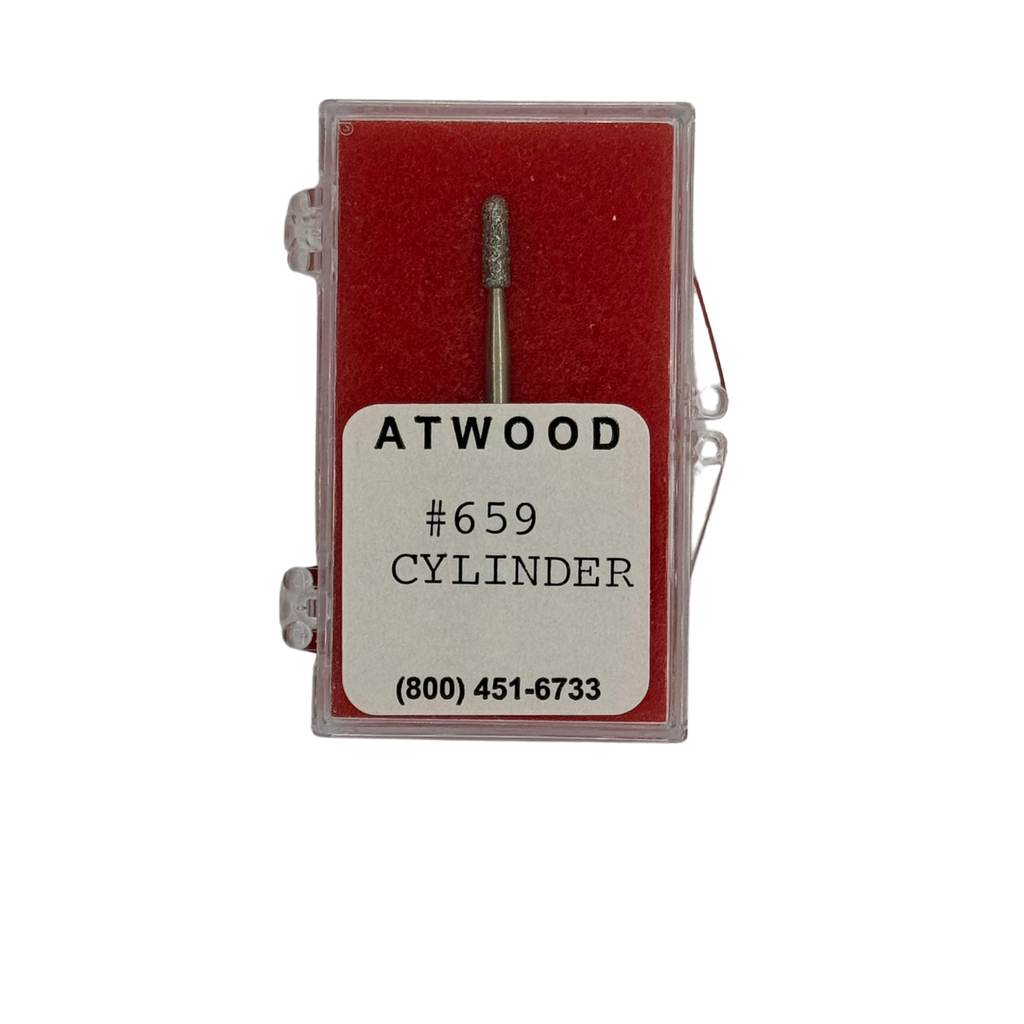 ATWOOD
#659
CYLINDER
(800) 451-6733